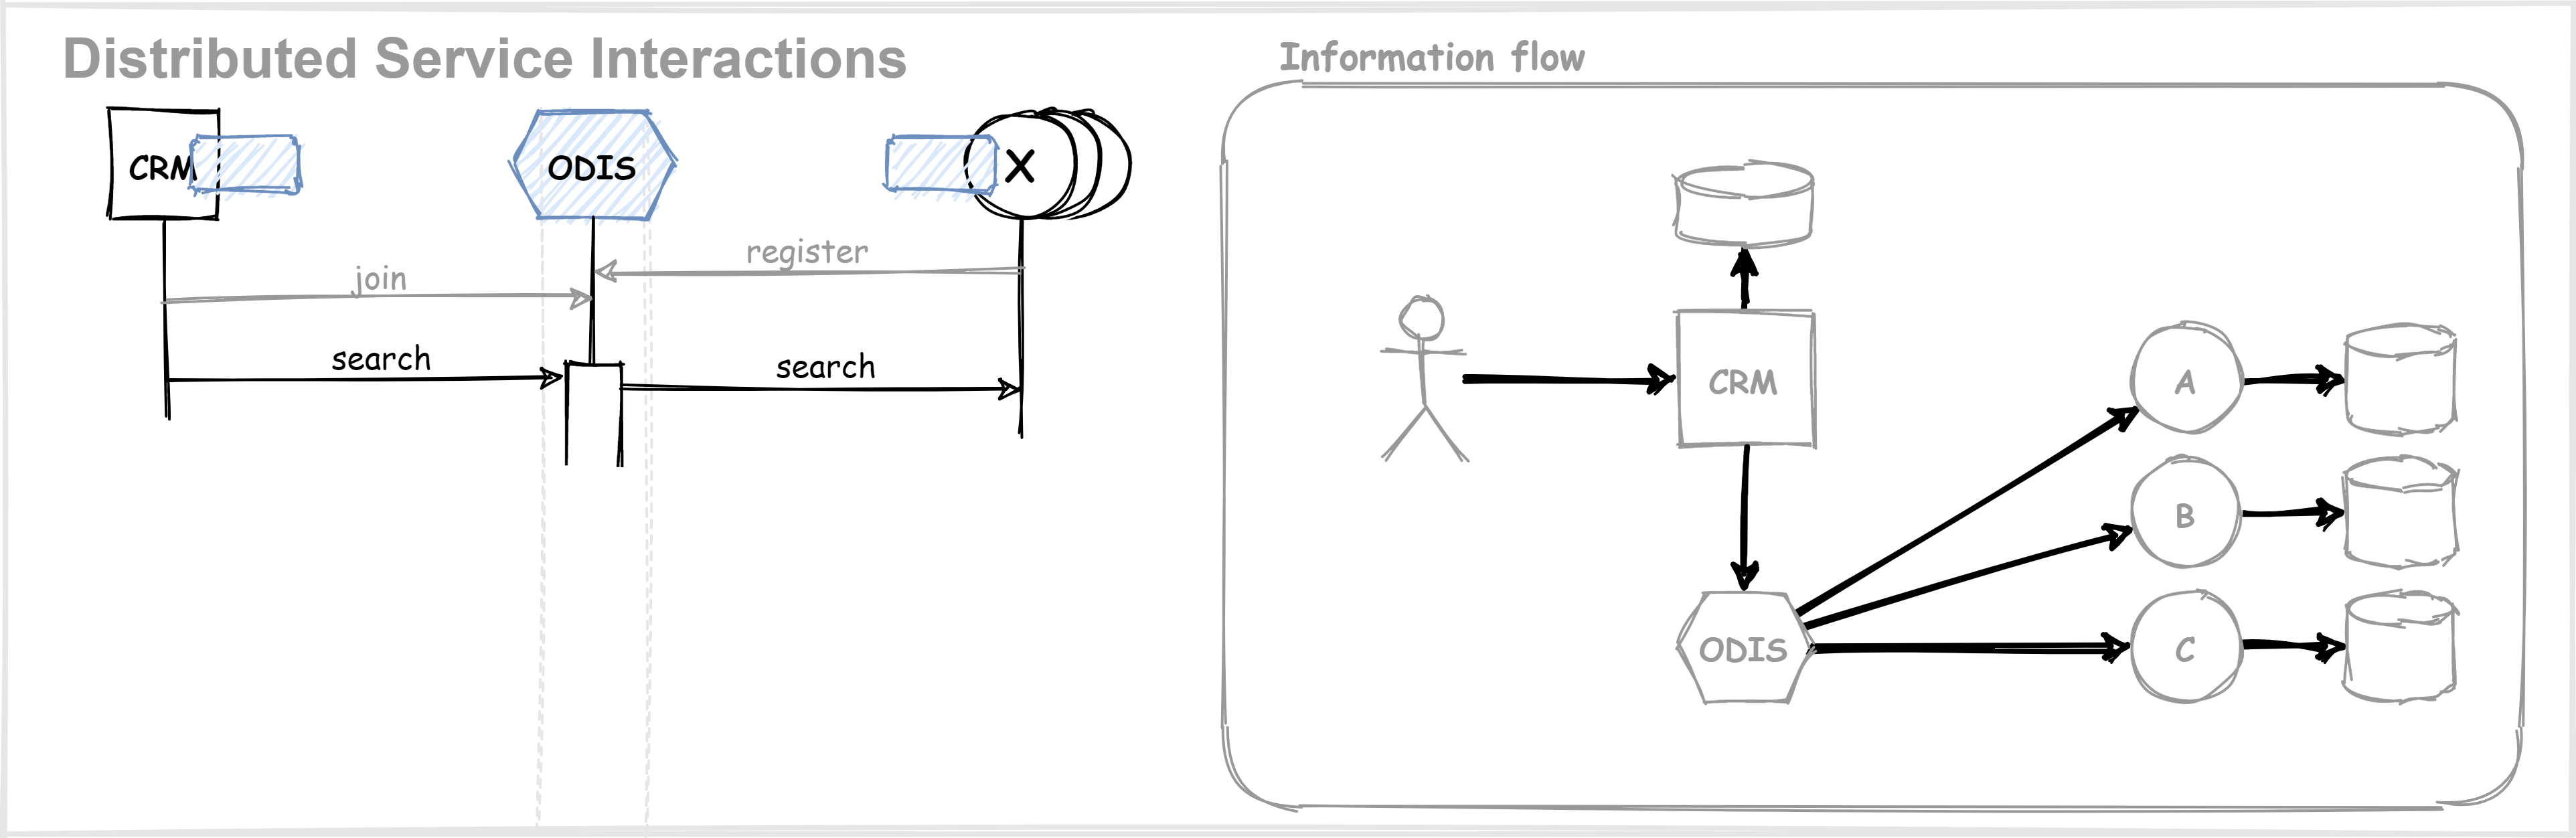 Distributed Service Interactions
CRM
ODIS
X
register
join
search
search
Information flow
CRM
A
B
ODIS
C